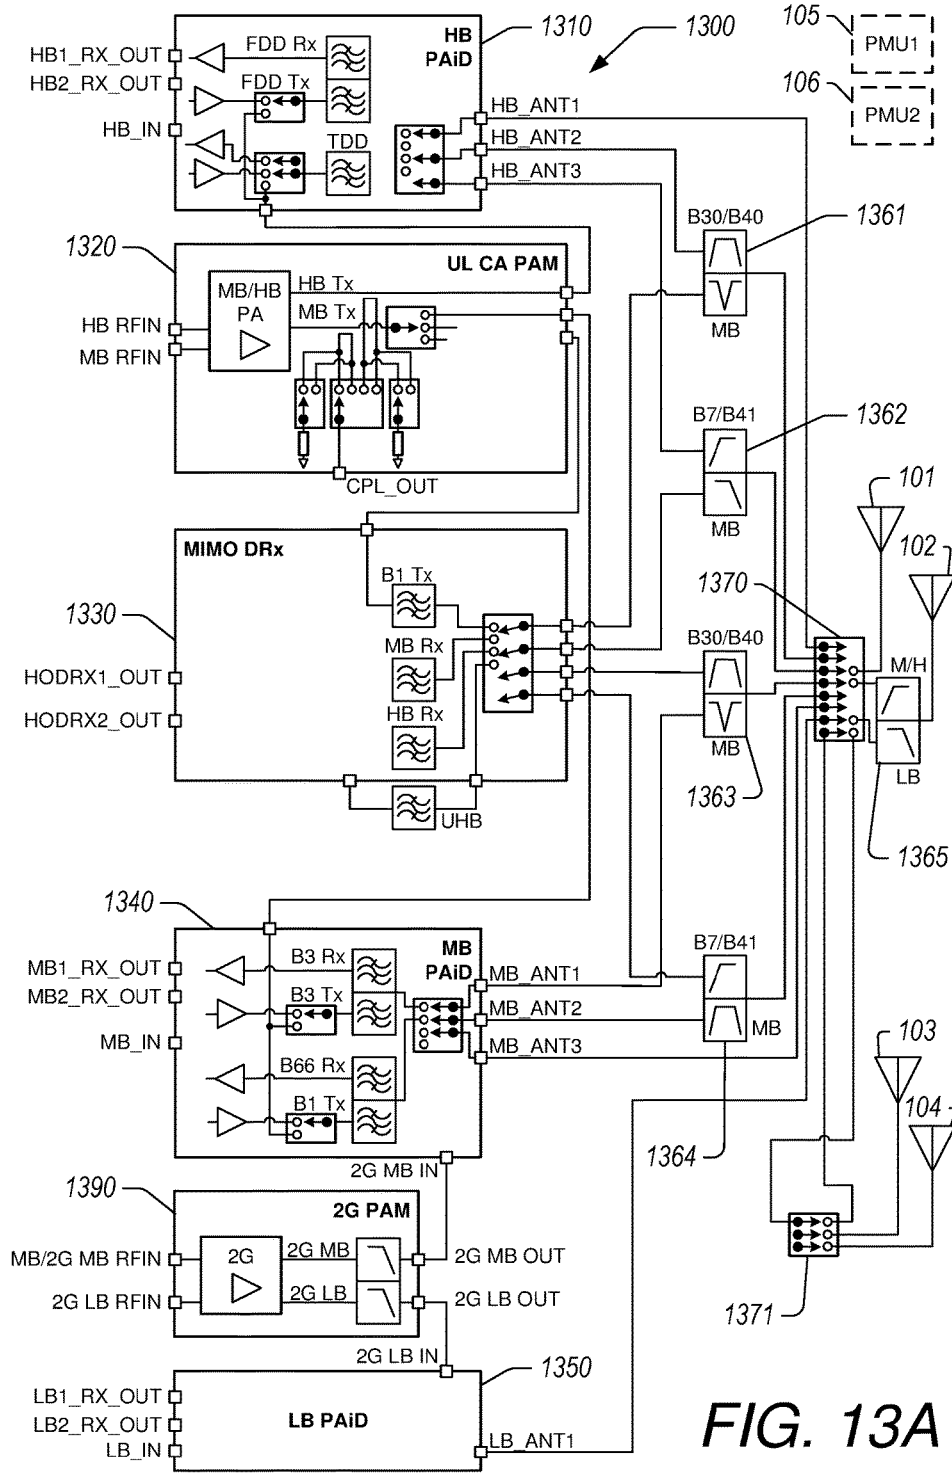 HB PAiD
1310
1300
105
PMU1
106
PMU2
HB1_RX_OUT
HB2_RX_OUT
HB_IN
FDD Rx
FDD Tx
TDD
HB_ANT1
HB_ANT2
HB_ANT3
1320
UL CA PAM
MB/HB PA
HB Tx
MB Tx
HB RFIN
MB RFIN
CPL_OUT
B30/B40
1361
MB
B7/B41
1362
MB
101
102
MIMO DRx
1330
B1 Tx
MB Rx
HB Rx
HODRX1_OUT
HODRX2_OUT
UHB
1370
B30/B40
MB
1363
M/H
LB
1365
1340
MB PAiD
MB1_RX_OUT
MB2_RX_OUT
MB_IN
B3 Rx
B3 Tx
B66 Rx
B1 Tx
MB_ANT1
MB_ANT2
MB_ANT3
B7/B41
MB
1364
103
104
2G MB IN
1390
2G PAM
MB/2G MB RFIN
2G LB RFIN
2G
2G MB
2G LB
2G MB OUT
2G LB OUT
1371
2G LB IN
1350
LB1_RX_OUT
LB2_RX_OUT
LB_IN
LB PAiD
LB_ANT1
FIG. 13A